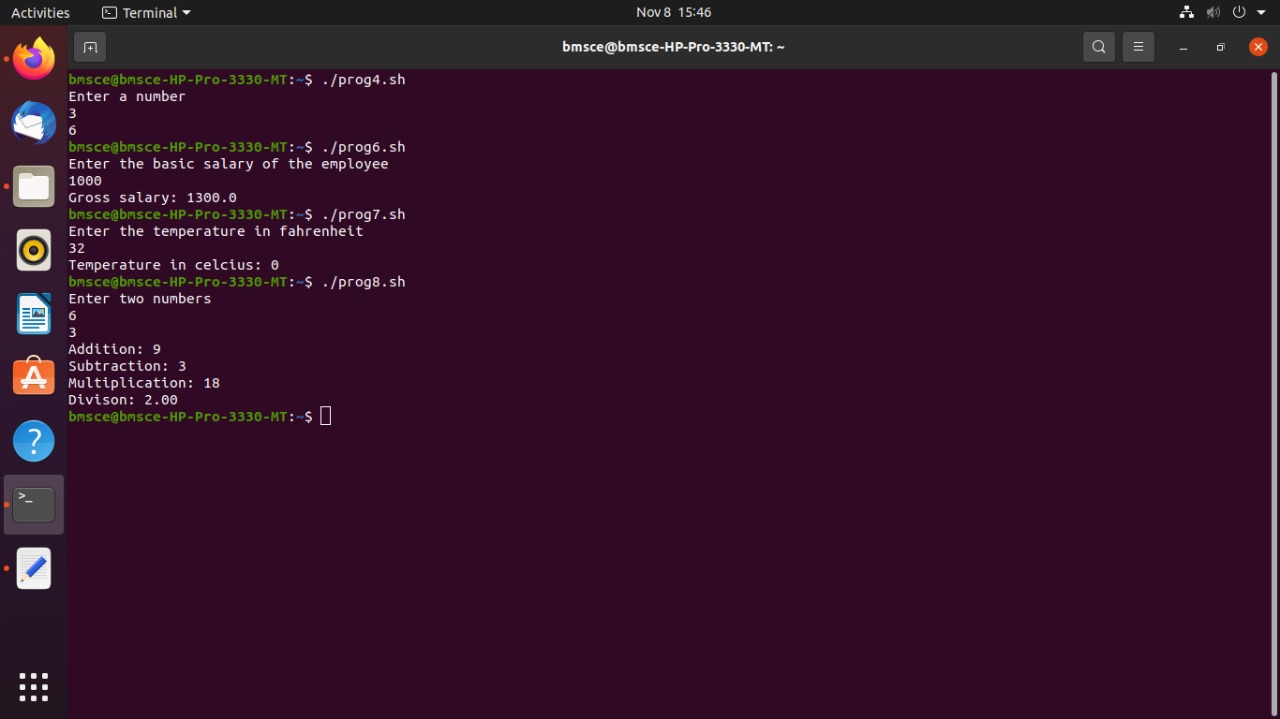 Activities
Terminal
Nov 8 15:46
bmsce@bmsce-HP-Pro-3330-MT: ~
bmsce@bmsce-HP-Pro-3330-MT:~$ ./prog4.sh
Enter a number
3
6
bmsce@bmsce-HP-Pro-3330-MT:~$ ./prog6.sh
Enter the basic salary of the employee
1000
Gross salary: 1300.0
bmsce@bmsce-HP-Pro-3330-MT:~$ ./prog7.sh
Enter the temperature in fahrenheit
32
Temperature in celcius: 0
bmsce@bmsce-HP-Pro-3330-MT:~$ ./prog8.sh
Enter two numbers
6
3
Addition: 9
Subtraction: 3
Multiplication: 18
Divison: 2.00
bmsce@bmsce-HP-Pro-3330-MT:~$